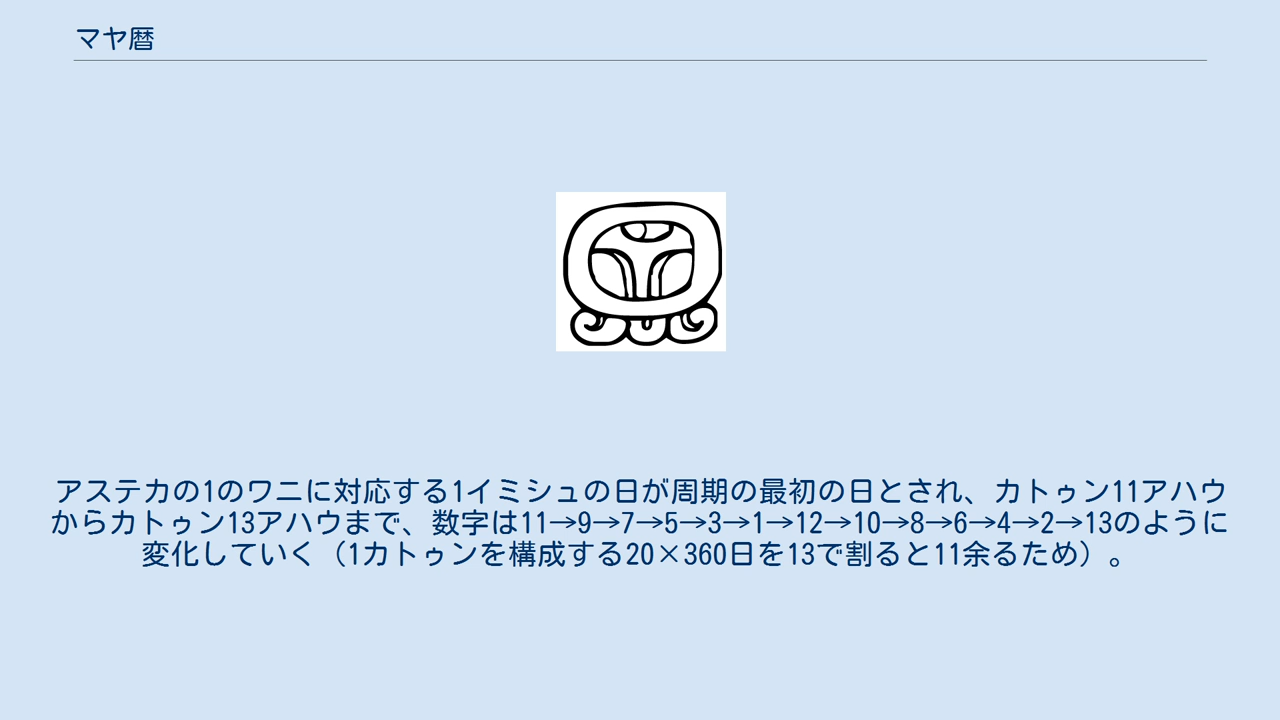 マヤ暦
アステカの1のワニに対応する1イミシュの日が周期の最初の日とされ、カトゥン11アハウ
からカトゥン13アハウまで、数字は11→9→7→5→3→1→12→10→8→6→4→2→13のように
変化していく（1カトゥンを構成する20×360日を13で割ると11余るため）。